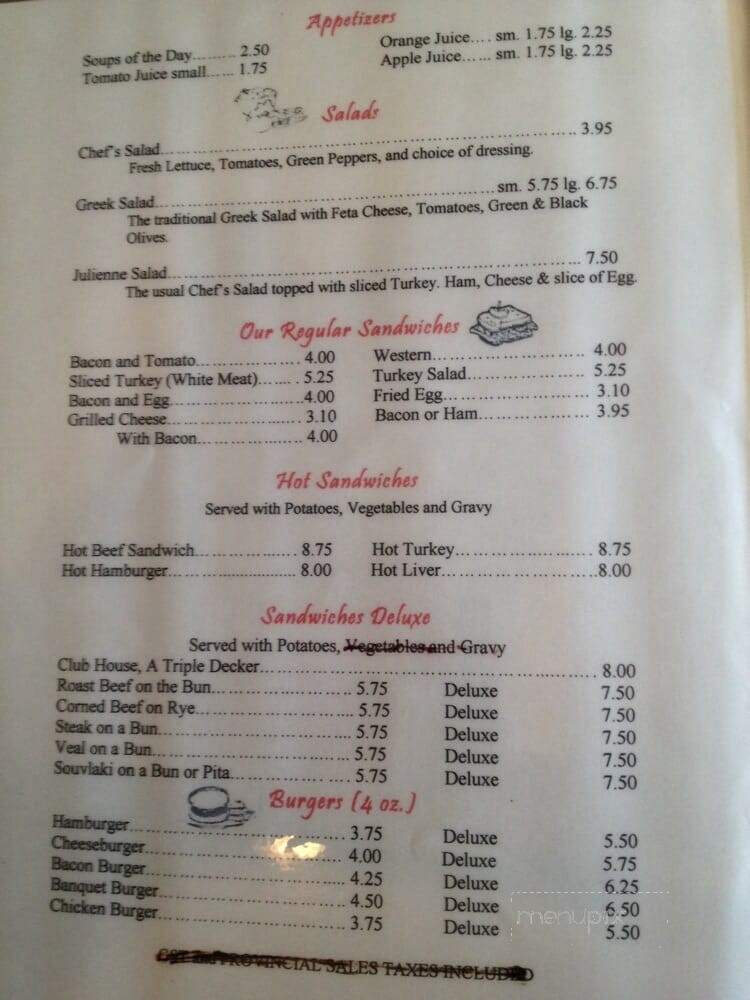 Appetizers
Soups of the Day......... 2.50
Orange Juice.... sm. 1.75 lg. 2.25
Tomato Juice small...... 1.75
Apple Juice...... sm. 1.75 lg. 2.25
Salads
Chef's Salad........................................................ 3.95
Fresh Lettuce, Tomatoes, Green Peppers, and choice of dressing.
Greek Salad........................................ sm. 5.75 lg. 6.75
The traditional Greek Salad with Feta Cheese, Tomatoes, Green & Black
Olives.
Julienne Salad...................................................... 7.50
The usual Chef's Salad topped with sliced Turkey. Ham, Cheese & slice of Egg.
Our Regular Sandwiches
Bacon and Tomato.................. 4.00 Western........................ 4.00
Sliced Turkey (White Meat)....... 5.25 Turkey Salad.................. 5.25
Bacon and Egg.......................4.00 Fried Egg...................... 3.10
Grilled Cheese...................... 3.10 Bacon or Ham.................. 3.95
With Bacon.................. 4.00
Hot Sandwiches
Served with Potatoes, Vegetables and Gravy
Hot Beef Sandwich.................. 8.75 Hot Turkey...................... 8.75
Hot Hamburger........................ 8.00 Hot Liver........................8.00
Sandwiches Deluxe
Served with Potatoes, Vegetables and Gravy
Club House, A Triple Decker.................................................. 8.00
Roast Beef on the Bun...................... 5.75 Deluxe 7.50
Corned Beef on Rye........................ 5.75 Deluxe 7.50
Steak on a Bun.............................. 5.75 Deluxe 7.50
Veal on a Bun................................ 5.75 Deluxe 7.50
Souvlaki on a Bun or Pita.................. 5.75 Deluxe 7.50
Burgers (4 oz.)
Hamburger................................ 3.75 Deluxe 5.50
Cheeseburger............................ 4.00 Deluxe 5.75
Bacon Burger............................ 4.25 Deluxe 6.25
Banquet Burger.......................... 4.50 Deluxe 6.50
Chicken Burger.......................... 3.75 Deluxe 5.50
GST and PROVINCIAL SALES TAXES INCLUDED
menupix